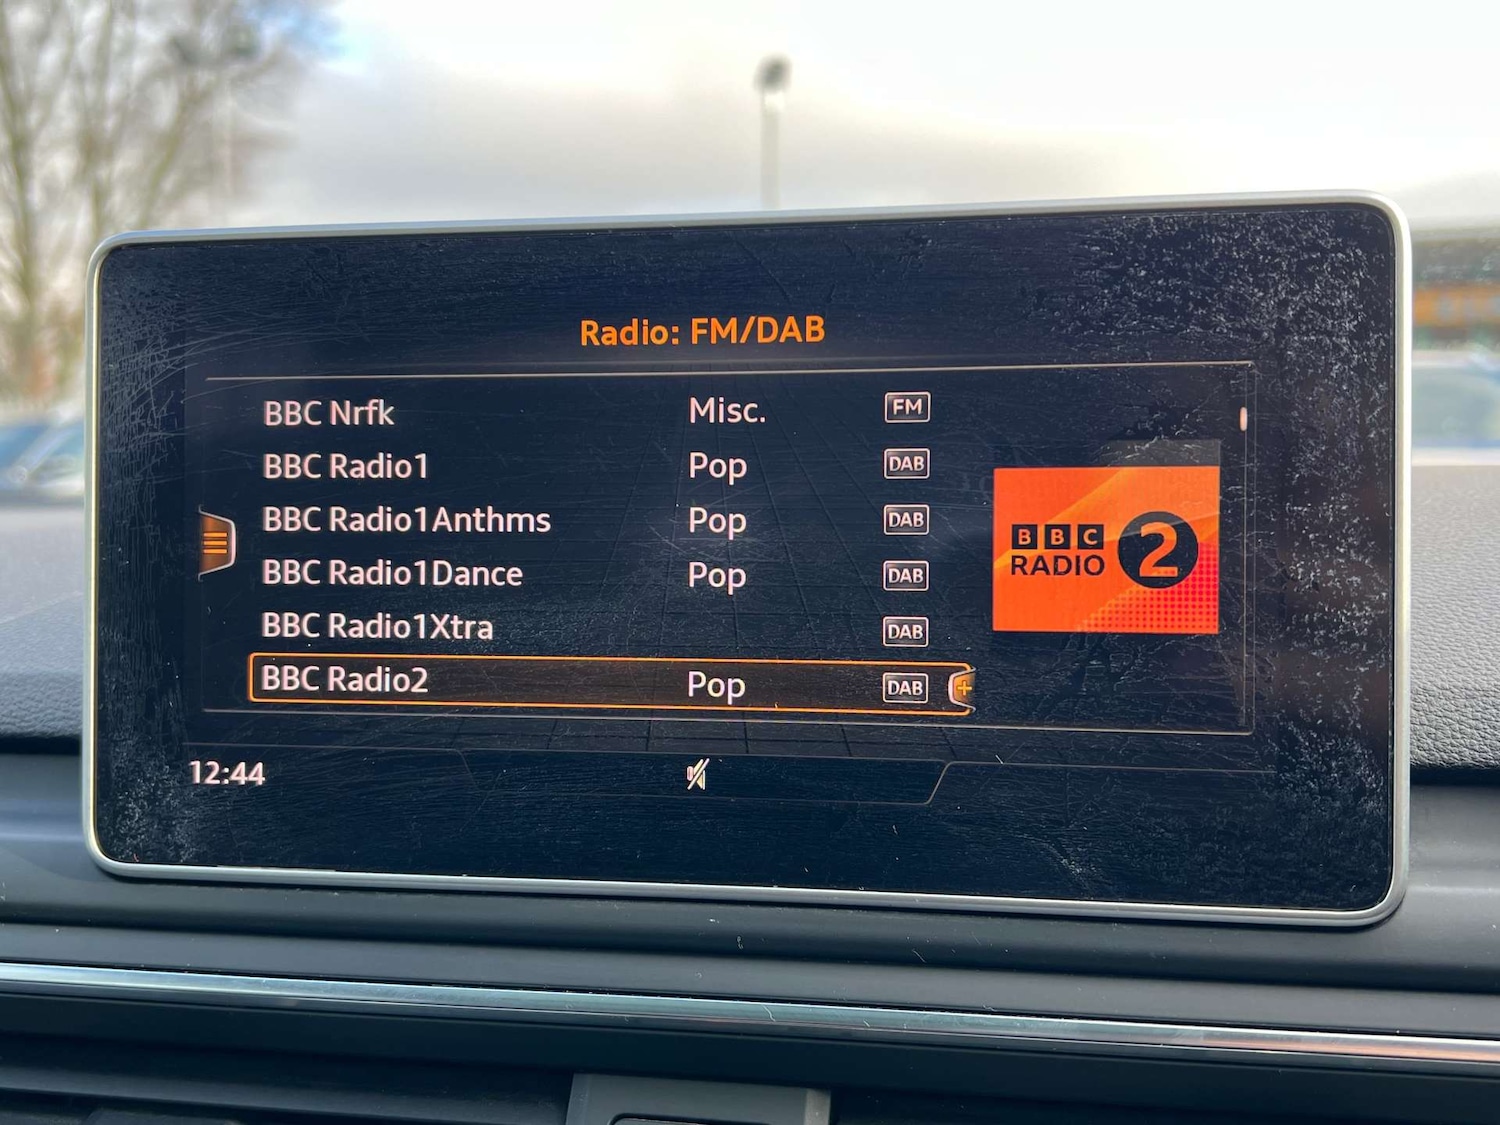 Radio: FM/DAB
BBC Nrfk Misc. FM
BBC Radio1 Pop DAB
BBC Radio1Anthms Pop DAB
BBC Radio1Dance Pop DAB
BBC Radio1Xtra DAB
BBC Radio2 Pop DAB +
BBC
RADIO 2
12:44